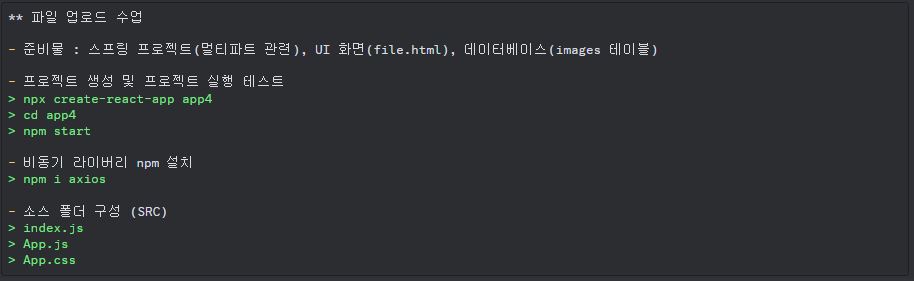 ** 파일 업로드 수업
- 준비물 : 스프링 프로젝트(멀티파트 관련), UI 화면(file.html), 데이터베이스(images 테이블)
- 프로젝트 생성 및 프로젝트 실행 테스트
> npx create-react-app app4
> cd app4
> npm start
- 비동기 라이버리 npm 설치
> npm i axios
- 소스 폴더 구성 (SRC)
> index.js
> App.js
> App.css